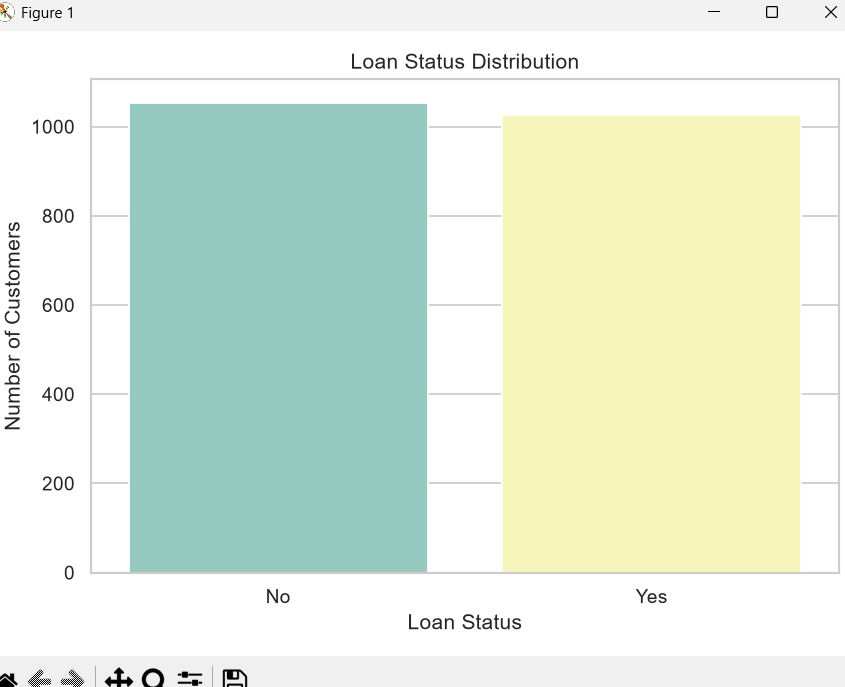 Figure 1
Loan Status Distribution
Number of Customers
1000
800
600
400
200
0
No
Yes
Loan Status